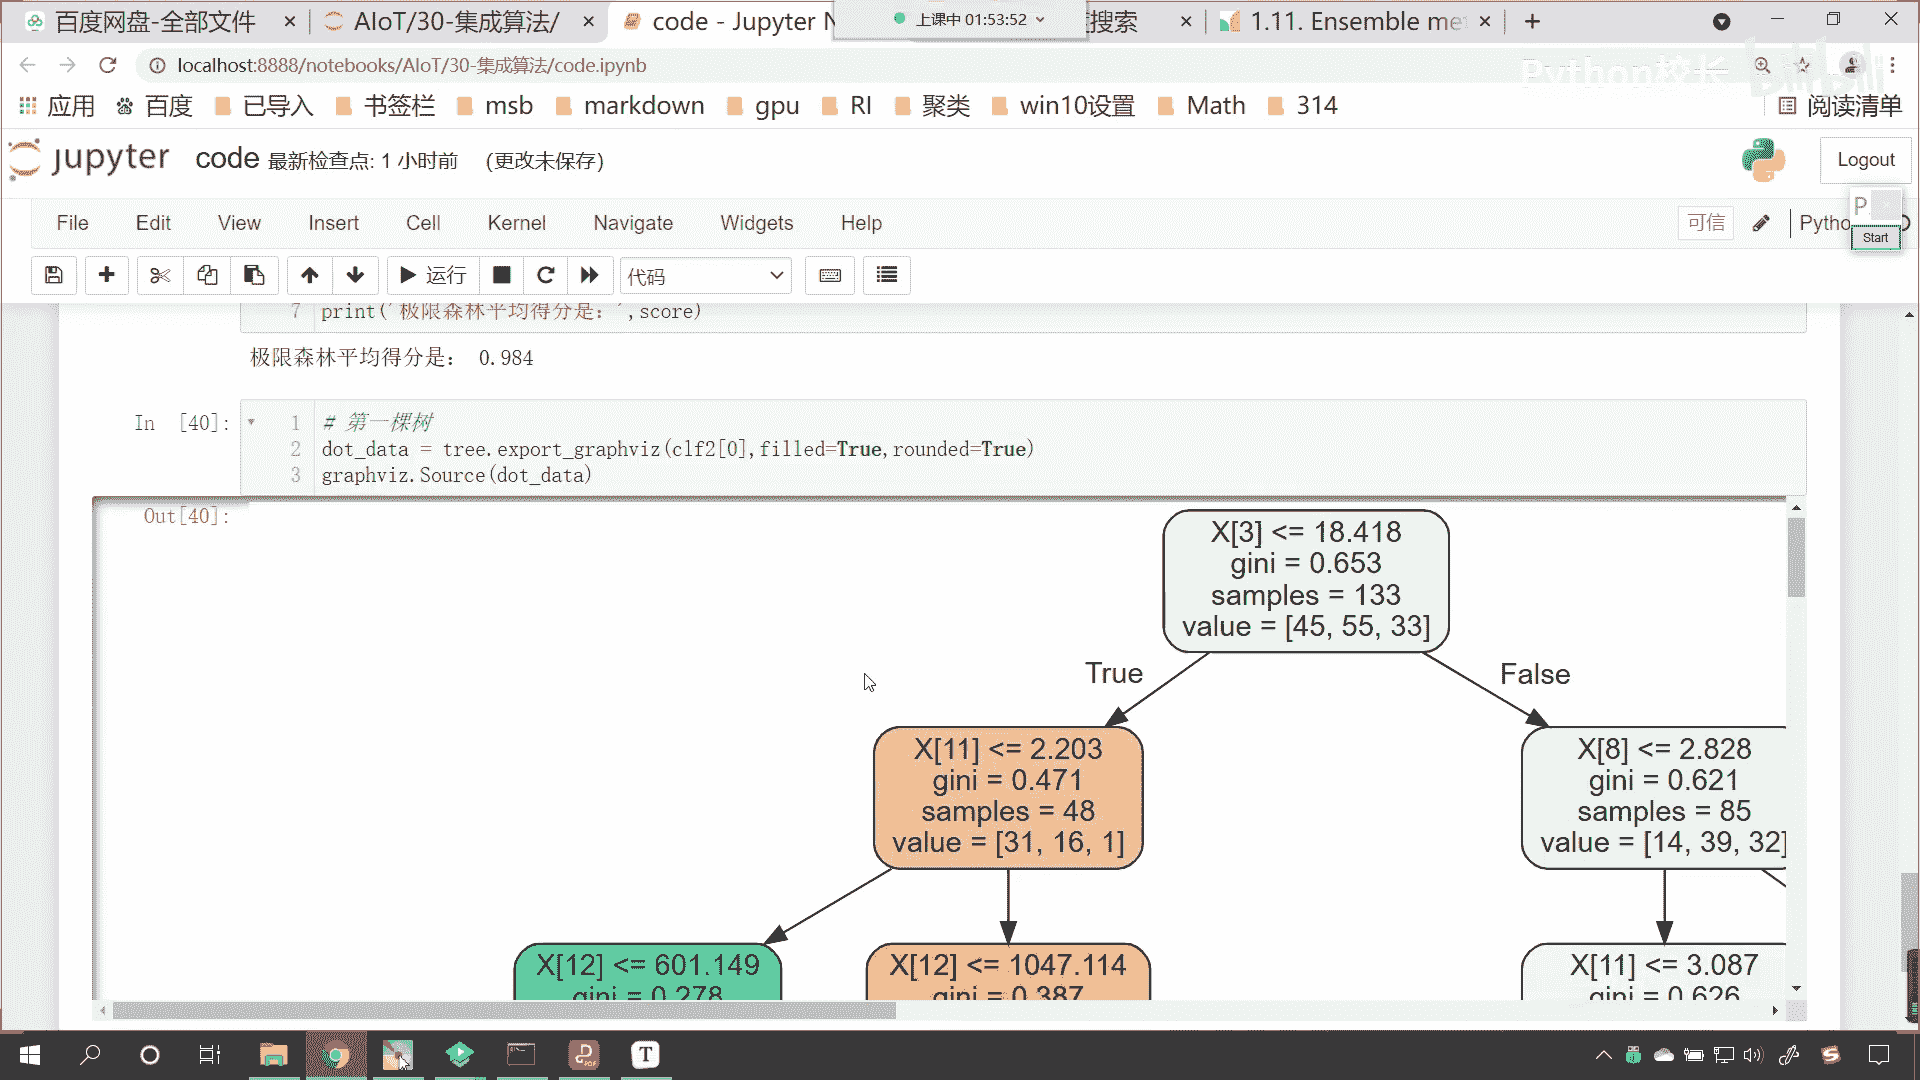 百度网盘-全部文件
AIoT/30-集成算法/
code - Jupyter N
上课中 01:53:52
搜索
1.11. Ensemble me
localhost:8888/notebooks/AIoT/30-集成算法/code.ipynb
Python校长
bilibili
应用
百度
已导入
书签栏
msb
markdown
gpu
RI
聚类
win10设置
Math
314
阅读清单
jupyter
code 最新检查点: 1 小时前 (更改未保存)
Logout
File Edit View Insert Cell Kernel Navigate Widgets Help
可信
Pytho
P
Start
运行
代码
7 print('极限森林平均得分是：',score)
极限森林平均得分是： 0.984
In [40]:
1 # 第一棵树
2 dot_data = tree.export_graphviz(clf2[0],filled=True,rounded=True)
3 graphviz.Source(dot_data)
Out[40]:
X[3] <= 18.418
gini = 0.653
samples = 133
value = [45, 55, 33]
True
False
X[11] <= 2.203
gini = 0.471
samples = 48
value = [31, 16, 1]
X[8] <= 2.828
gini = 0.621
samples = 85
value = [14, 39, 32]
X[12] <= 601.149
gini = 0.278
X[12] <= 1047.114
gini = 0.387
X[11] <= 3.087
gini = 0.626